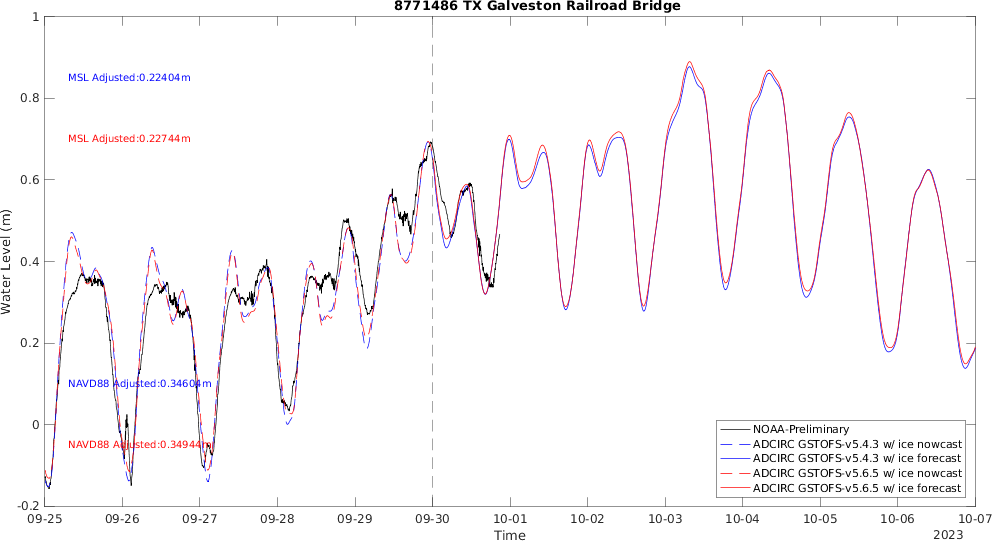 8771486 TX Galveston Railroad Bridge
1
MSL Adjusted:0.22404m
0.8
MSL Adjusted:0.22744m
0.6
Water Level (m)
0.4
0.2
NAVD88 Adjusted:0.34604m
0
NAVD88 Adjusted:0.34944m
NOAA-Preliminary
ADCIRC GSTOFS-v5.4.3 w/ ice nowcast
ADCIRC GSTOFS-v5.4.3 w/ ice forecast
ADCIRC GSTOFS-v5.6.5 w/ ice nowcast
ADCIRC GSTOFS-v5.6.5 w/ ice forecast
-0.2
09-25 09-26 09-27 09-28 09-29 09-30 10-01 10-02 10-03 10-04 10-05 10-06 10-07
Time
2023